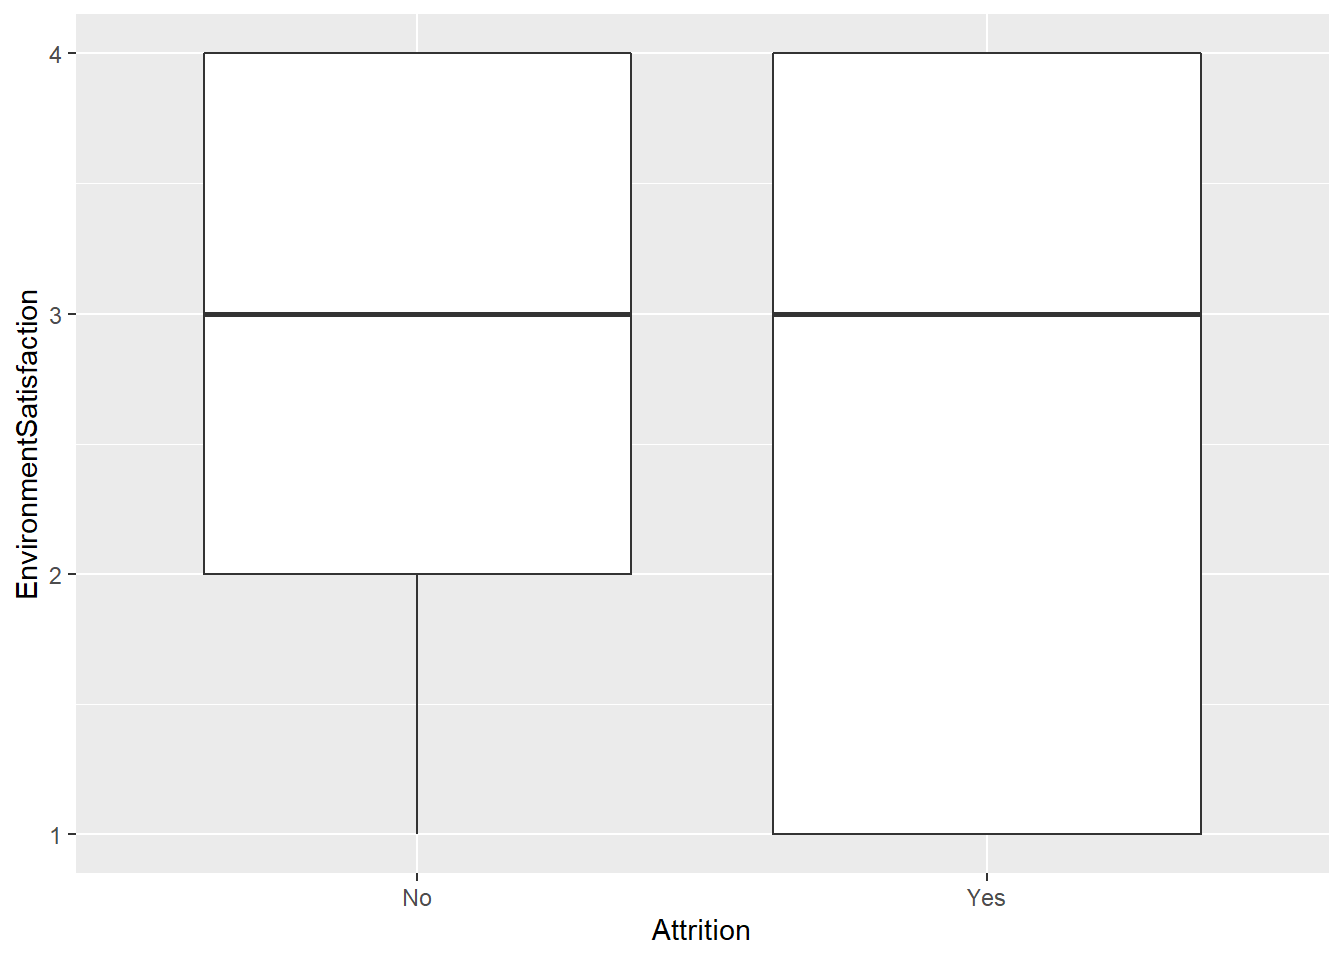 EnvironmentSatisfaction
4
3
2
1
No
Yes
Attrition